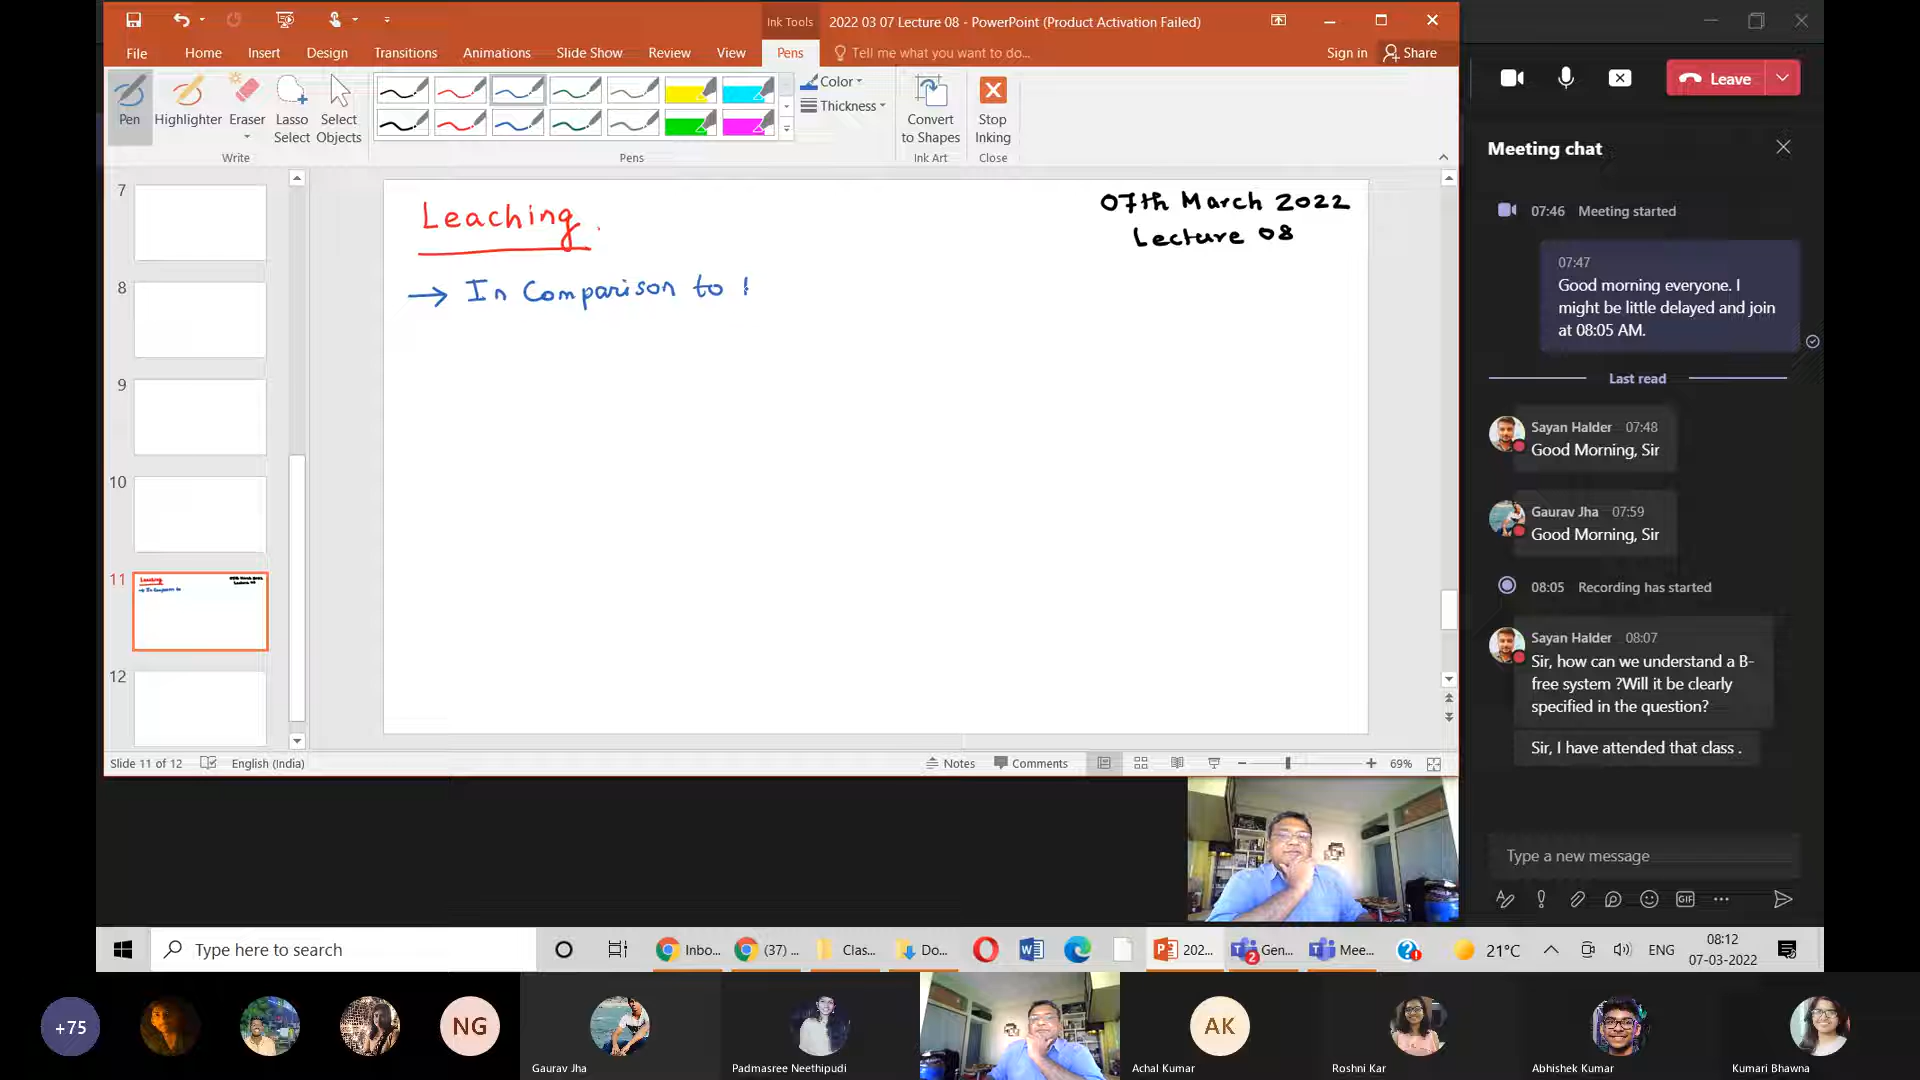 Ink Tools
2022 03 07 Lecture 08 - PowerPoint (Product Activation Failed)
File Home Insert Design Transitions Animations Slide Show Review View Pens Tell me what you want to do... Sign in Share
Pen Highlighter Eraser Lasso Select Select Objects Color Thickness Convert to Shapes Stop Inking
Write Pens Ink Art Close
7
8
9
10
11
12
Leaching
07th March 2022
Lecture 08
→ In Comparison to
Slide 11 of 12 English (India) Notes Comments 69%
Leave
Meeting chat
07:46 Meeting started
07:47
Good morning everyone. I
might be little delayed and join
at 08:05 AM.
Last read
Sayan Halder 07:48
Good Morning, Sir
Gaurav Jha 07:59
Good Morning, Sir
08:05 Recording has started
Sayan Halder 08:07
Sir, how can we understand a B-
free system ?Will it be clearly
specified in the question?
Sir, I have attended that class .
Type a new message
GIF
Type here to search
Inbo... (37) ... Clas... Do... 202... Gen... Mee... 21°C ENG
2
08:12
07-03-2022
+75 NG AK
Gaurav Jha Padmasree Neethipudi Achal Kumar Roshni Kar Abhishek Kumar Kumari Bhawna